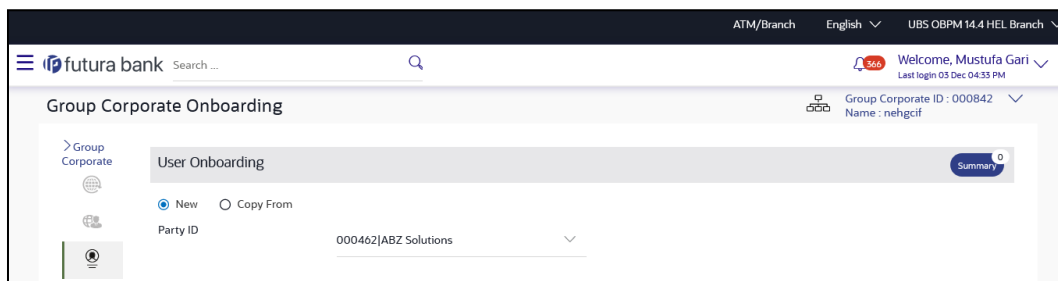 ATM/Branch English UBS OBPM 14.4 HEL Branch
futura bank Search ... 366 Welcome, Mustufa Gari
Last login 03 Dec 04:33 PM
Group Corporate Onboarding Group Corporate ID : 000842
Name : nehgcif
Group
Corporate
User Onboarding Summary 0
New Copy From
Party ID 000462|ABZ Solutions